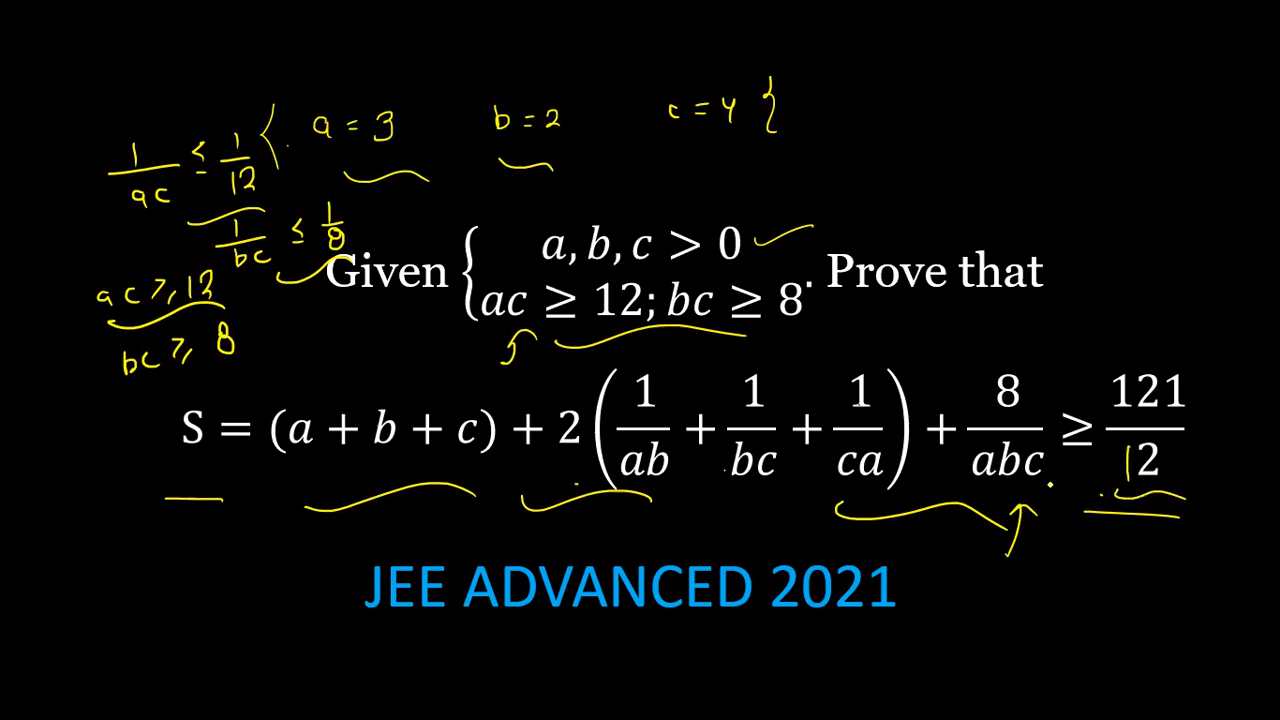 a = 3 b = 2 c = 4
1/ac ≤ 1/12
1/bc ≤ 1/8
ac ≥ 12
bc ≥ 8
Given { a, b, c > 0
ac ≥ 12; bc ≥ 8. Prove that
S = (a + b + c) + 2(1/ab + 1/bc + 1/ca) + 8/abc ≥ 121/12
JEE ADVANCED 2021